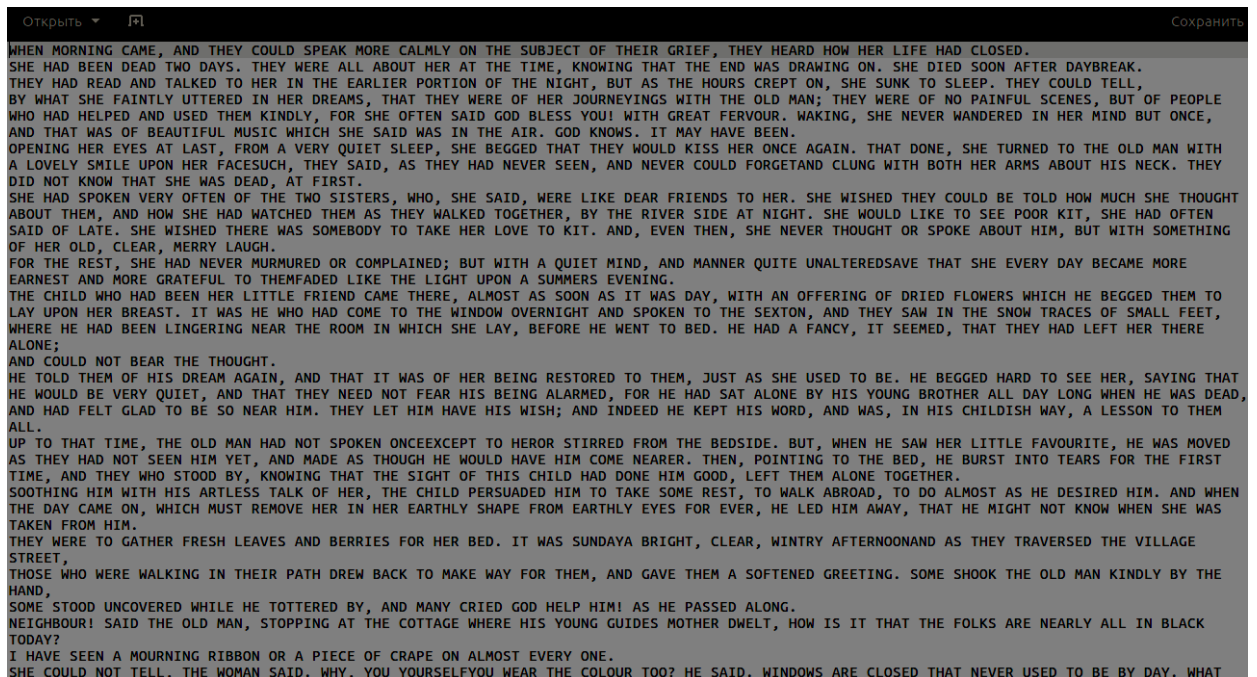 Открыть
Сохранить
WHEN MORNING CAME, AND THEY COULD SPEAK MORE CALMLY ON THE SUBJECT OF THEIR GRIEF, THEY HEARD HOW HER LIFE HAD CLOSED.
SHE HAD BEEN DEAD TWO DAYS. THEY WERE ALL ABOUT HER AT THE TIME, KNOWING THAT THE END WAS DRAWING ON. SHE DIED SOON AFTER DAYBREAK.
THEY HAD READ AND TALKED TO HER IN THE EARLIER PORTION OF THE NIGHT, BUT AS THE HOURS CREPT ON, SHE SUNK TO SLEEP. THEY COULD TELL,
BY WHAT SHE FAINTLY UTTERED IN HER DREAMS, THAT THEY WERE OF HER JOURNEYINGS WITH THE OLD MAN; THEY WERE OF NO PAINFUL SCENES, BUT OF PEOPLE
WHO HAD HELPED AND USED THEM KINDLY, FOR SHE OFTEN SAID GOD BLESS YOU! WITH GREAT FERVOUR. WAKING, SHE NEVER WANDERED IN HER MIND BUT ONCE,
AND THAT WAS OF BEAUTIFUL MUSIC WHICH SHE SAID WAS IN THE AIR. GOD KNOWS. IT MAY HAVE BEEN.
OPENING HER EYES AT LAST, FROM A VERY QUIET SLEEP, SHE BEGGED THAT THEY WOULD KISS HER ONCE AGAIN. THAT DONE, SHE TURNED TO THE OLD MAN WITH
A LOVELY SMILE UPON HER FACESUCH, THEY SAID, AS THEY HAD NEVER SEEN, AND NEVER COULD FORGETAND CLUNG WITH BOTH HER ARMS ABOUT HIS NECK. THEY
DID NOT KNOW THAT SHE WAS DEAD, AT FIRST.
SHE HAD SPOKEN VERY OFTEN OF THE TWO SISTERS, WHO, SHE SAID, WERE LIKE DEAR FRIENDS TO HER. SHE WISHED THEY COULD BE TOLD HOW MUCH SHE THOUGHT
ABOUT THEM, AND HOW SHE HAD WATCHED THEM AS THEY WALKED TOGETHER, BY THE RIVER SIDE AT NIGHT. SHE WOULD LIKE TO SEE POOR KIT, SHE HAD OFTEN
SAID OF LATE. SHE WISHED THERE WAS SOMEBODY TO TAKE HER LOVE TO KIT. AND, EVEN THEN, SHE NEVER THOUGHT OR SPOKE ABOUT HIM, BUT WITH SOMETHING
OF HER OLD, CLEAR, MERRY LAUGH.
FOR THE REST, SHE HAD NEVER MURMURED OR COMPLAINED; BUT WITH A QUIET MIND, AND MANNER QUITE UNALTEREDSAVE THAT SHE EVERY DAY BECAME MORE
EARNEST AND MORE GRATEFUL TO THEMFADED LIKE THE LIGHT UPON A SUMMERS EVENING.
THE CHILD WHO HAD BEEN HER LITTLE FRIEND CAME THERE, ALMOST AS SOON AS IT WAS DAY, WITH AN OFFERING OF DRIED FLOWERS WHICH HE BEGGED THEM TO
LAY UPON HER BREAST. IT WAS HE WHO HAD COME TO THE WINDOW OVERNIGHT AND SPOKEN TO THE SEXTON, AND THEY SAW IN THE SNOW TRACES OF SMALL FEET,
WHERE HE HAD BEEN LINGERING NEAR THE ROOM IN WHICH SHE LAY, BEFORE HE WENT TO BED. HE HAD A FANCY, IT SEEMED, THAT THEY HAD LEFT HER THERE
ALONE;
AND COULD NOT BEAR THE THOUGHT.
HE TOLD THEM OF HIS DREAM AGAIN, AND THAT IT WAS OF HER BEING RESTORED TO THEM, JUST AS SHE USED TO BE. HE BEGGED HARD TO SEE HER, SAYING THAT
HE WOULD BE VERY QUIET, AND THAT THEY NEED NOT FEAR HIS BEING ALARMED, FOR HE HAD SAT ALONE BY HIS YOUNG BROTHER ALL DAY LONG WHEN HE WAS DEAD,
AND HAD FELT GLAD TO BE SO NEAR HIM. THEY LET HIM HAVE HIS WISH; AND INDEED HE KEPT HIS WORD, AND WAS, IN HIS CHILDISH WAY, A LESSON TO THEM
ALL.
UP TO THAT TIME, THE OLD MAN HAD NOT SPOKEN ONCEEXCEPT TO HEROR STIRRED FROM THE BEDSIDE. BUT, WHEN HE SAW HER LITTLE FAVOURITE, HE WAS MOVED
AS THEY HAD NOT SEEN HIM YET, AND MADE AS THOUGH HE WOULD HAVE HIM COME NEARER. THEN, POINTING TO THE BED, HE BURST INTO TEARS FOR THE FIRST
TIME, AND THEY WHO STOOD BY, KNOWING THAT THE SIGHT OF THIS CHILD HAD DONE HIM GOOD, LEFT THEM ALONE TOGETHER.
SOOTHING HIM WITH HIS ARTLESS TALK OF HER, THE CHILD PERSUADED HIM TO TAKE SOME REST, TO WALK ABROAD, TO DO ALMOST AS HE DESIRED HIM. AND WHEN
THE DAY CAME ON, WHICH MUST REMOVE HER IN HER EARTHLY SHAPE FROM EARTHLY EYES FOR EVER, HE LED HIM AWAY, THAT HE MIGHT NOT KNOW WHEN SHE WAS
TAKEN FROM HIM.
THEY WERE TO GATHER FRESH LEAVES AND BERRIES FOR HER BED. IT WAS SUNDAYA BRIGHT, CLEAR, WINTRY AFTERNOONAND AS THEY TRAVERSED THE VILLAGE
STREET,
THOSE WHO WERE WALKING IN THEIR PATH DREW BACK TO MAKE WAY FOR THEM, AND GAVE THEM A SOFTENED GREETING. SOME SHOOK THE OLD MAN KINDLY BY THE
HAND,
SOME STOOD UNCOVERED WHILE HE TOTTERED BY, AND MANY CRIED GOD HELP HIM! AS HE PASSED ALONG.
NEIGHBOUR! SAID THE OLD MAN, STOPPING AT THE COTTAGE WHERE HIS YOUNG GUIDES MOTHER DWELT, HOW IS IT THAT THE FOLKS ARE NEARLY ALL IN BLACK
TODAY?
I HAVE SEEN A MOURNING RIBBON OR A PIECE OF CRAPE ON ALMOST EVERY ONE.
SHE COULD NOT TELL, THE WOMAN SAID. WHY, YOU YOURSELFYOU WEAR THE COLOUR TOO? HE SAID. WINDOWS ARE CLOSED THAT NEVER USED TO BE BY DAY. WHAT